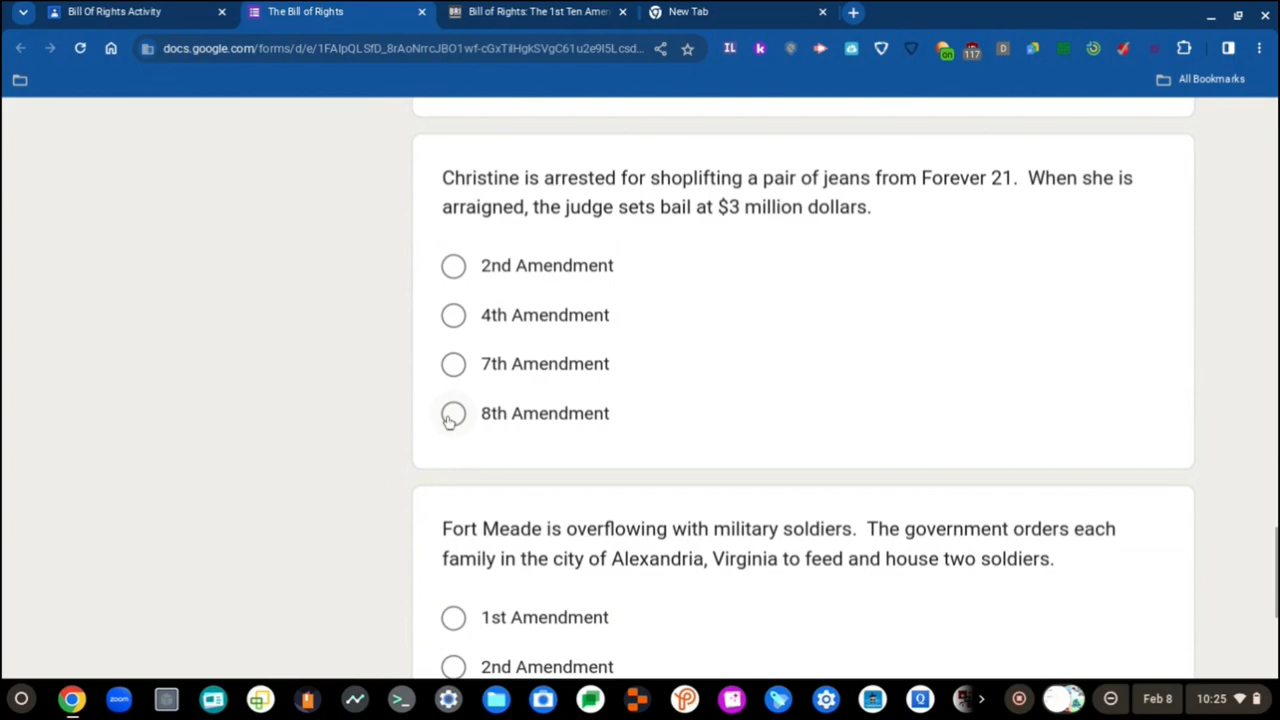 Bill Of Rights Activity
The Bill of Rights
Bill of Rights: The 1st Ten Amer
New Tab
docs.google.com/forms/d/e/1FAIpQLSfD_8rAoNrrcJBO1wf-cGxTilHgkSVgC61u2e9I5Lcsd...
IL
k
on
117
D
All Bookmarks
Christine is arrested for shoplifting a pair of jeans from Forever 21. When she is
arraigned, the judge sets bail at $3 million dollars.
2nd Amendment
4th Amendment
7th Amendment
8th Amendment
Fort Meade is overflowing with military soldiers. The government orders each
family in the city of Alexandria, Virginia to feed and house two soldiers.
1st Amendment
2nd Amendment
zoom
Q
Feb 8
10:25